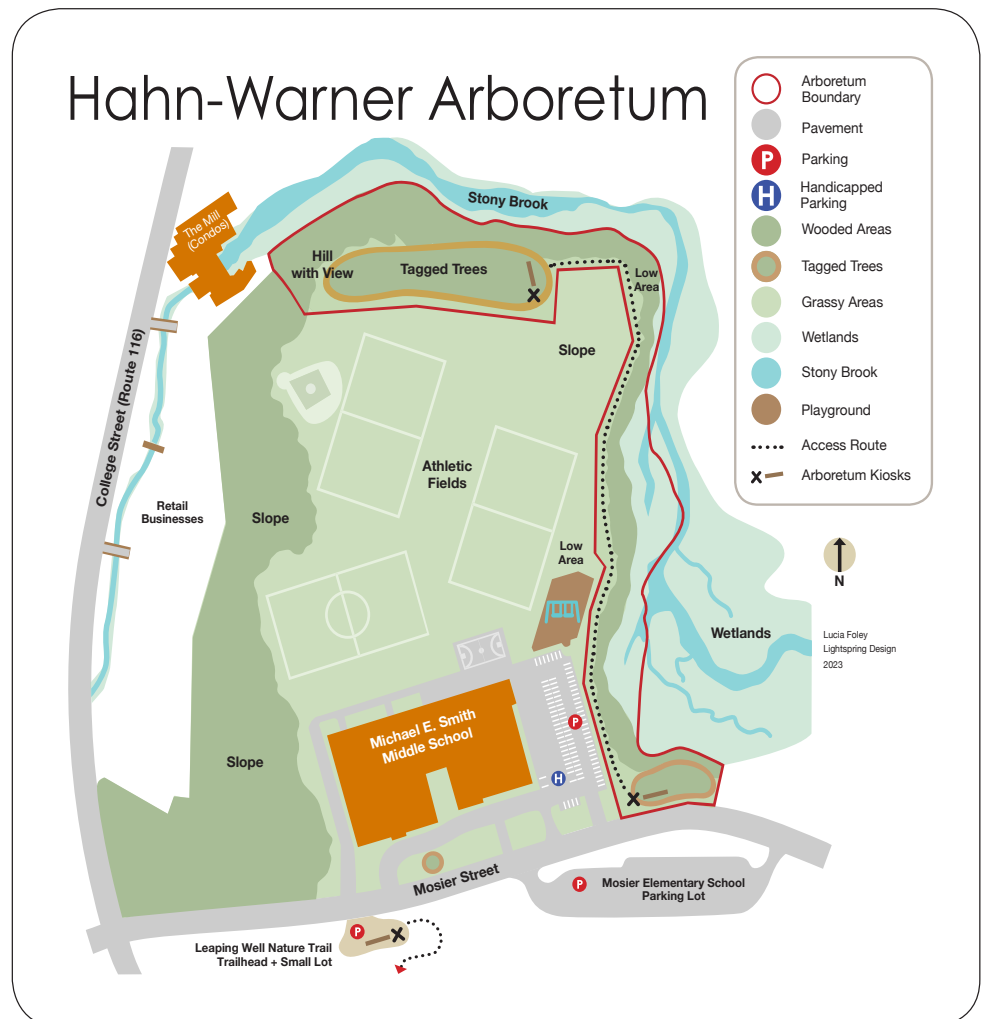 Hahn-Warner Arboretum
Arboretum
Boundary
Pavement
P
Parking
H
Handicapped
Parking
Wooded Areas
Tagged Trees
Grassy Areas
Wetlands
Stony Brook
Playground
Access Route
Arboretum Kiosks
N
Lucia Foley
Lightspring Design
2023
Stony Brook
The Mill
(Condos)
Hill
with View
Tagged Trees
Low
Area
Slope
College Street (Route 116)
Athletic
Fields
Retail
Businesses
Slope
Low
Area
Wetlands
Michael E. Smith
Middle School
P
H
Slope
Mosier Street
P
Mosier Elementary School
Parking Lot
P
Leaping Well Nature Trail
Trailhead + Small Lot